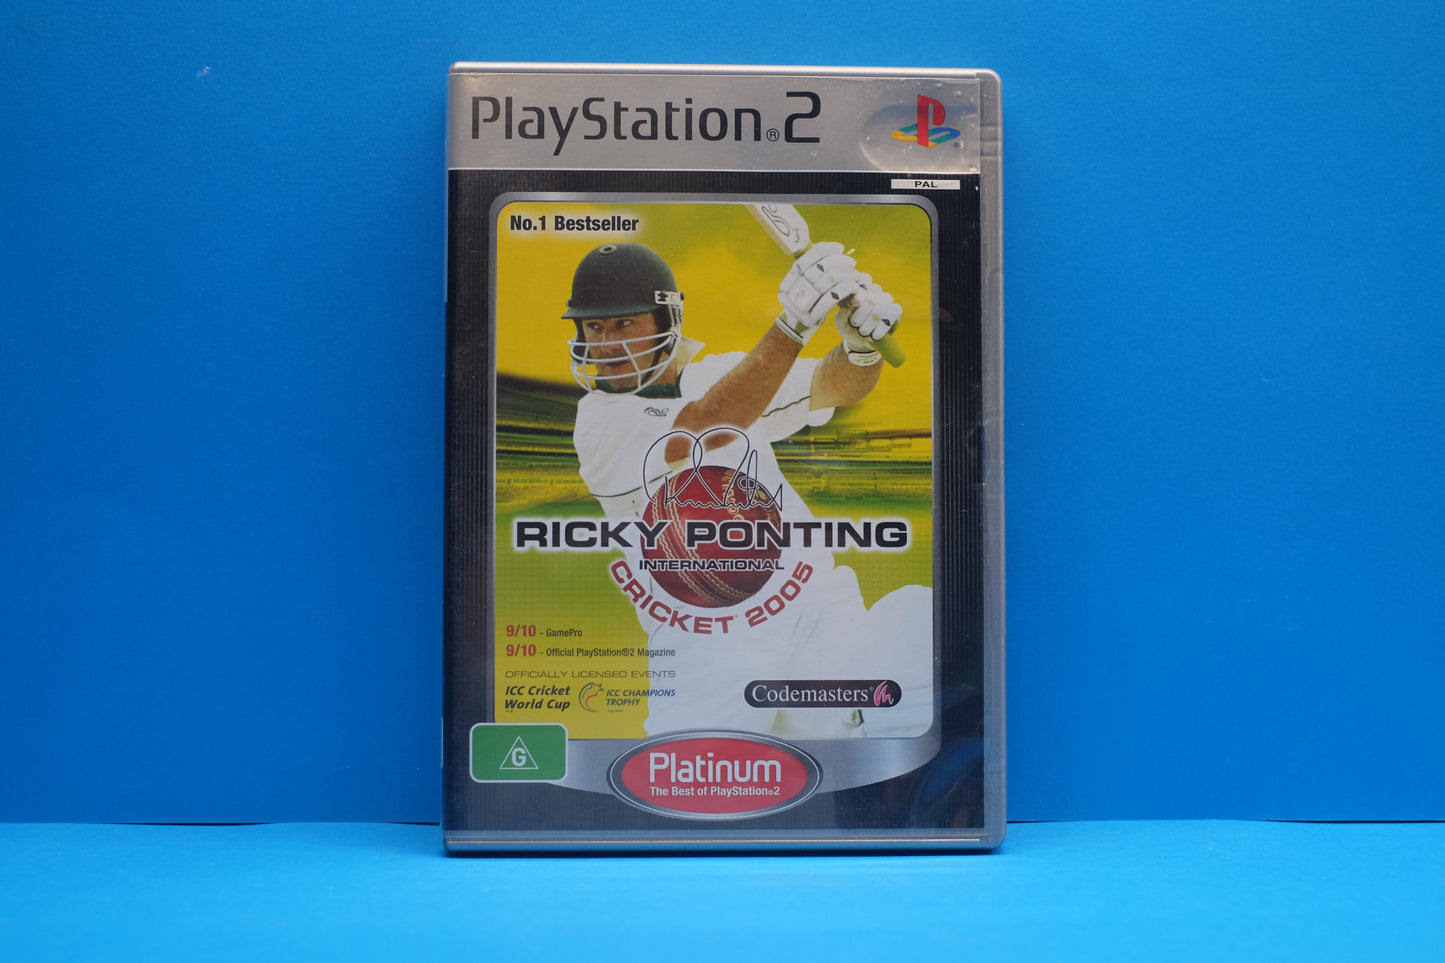 PlayStation®2
PAL
No.1 Bestseller
RICKY PONTING
INTERNATIONAL
CRICKET 2005
9/10 - GamePro
9/10 - Official PlayStation®2 Magazine
OFFICIALLY LICENSED EVENTS
ICC Cricket
World Cup
ICC CHAMPIONS
TROPHY
Codemasters®
G
Platinum
The Best of PlayStation®2